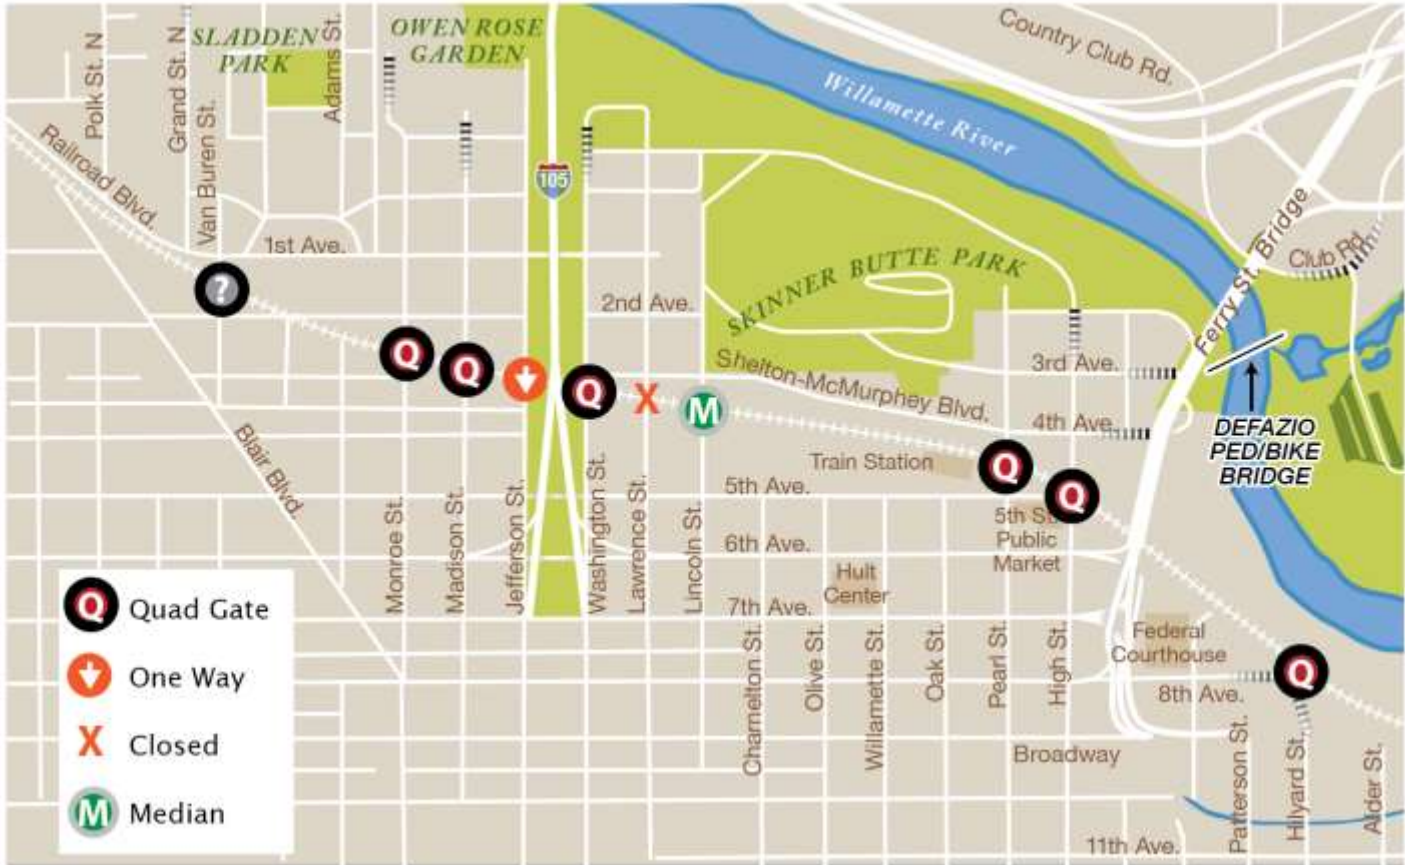 Polk St. N
Grand St. N
SLADDEN
PARK
Adams St.
OWEN ROSE
GARDEN
Country Club Rd.
Willamette River
Van Buren St.
Railroad Blvd.
105
1st Ave.
?
2nd Ave.
SKINNER BUTTE PARK
Ferry St. Bridge
Club Rd.
Q
Q
Q
X
M
Shelton-McMurphey Blvd.
3rd Ave.
4th Ave.
DEFAZIO
PED/BIKE
BRIDGE
Blair Blvd.
Train Station
Q
Q
5th Ave.
5th St.
Public
Market
6th Ave.
Hult
Center
7th Ave.
Monroe St.
Madison St.
Jefferson St.
Washington St.
Lawrence St.
Lincoln St.
Charnelton St.
Olive St.
Willamette St.
Oak St.
Pearl St.
High St.
Federal
Courthouse
Q
8th Ave.
Broadway
Patterson St.
Hilyard St.
Alder St.
11th Ave.
Q Quad Gate
One Way
X Closed
M Median